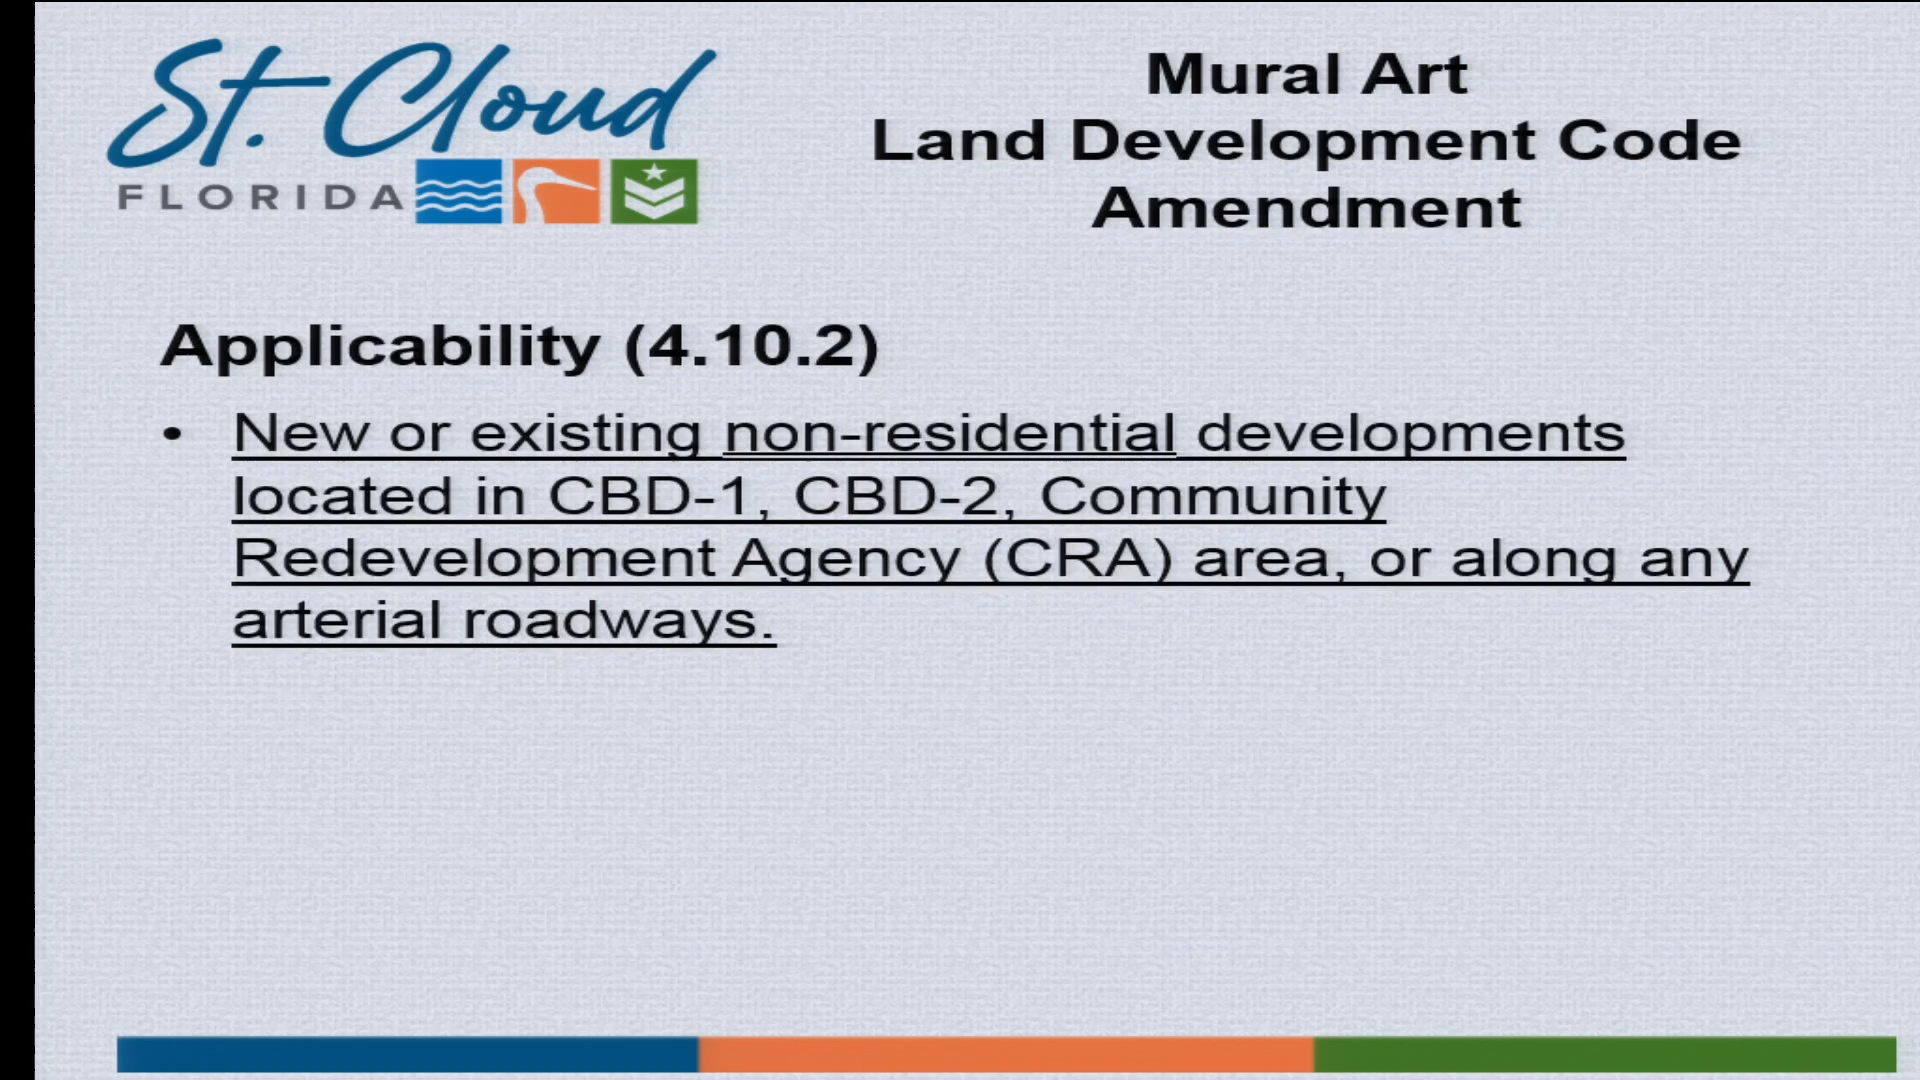 St. Cloud
FLORIDA
Mural Art
Land Development Code
Amendment
Applicability (4.10.2)
• New or existing non-residential developments
located in CBD-1, CBD-2, Community
Redevelopment Agency (CRA) area, or along any
arterial roadways.